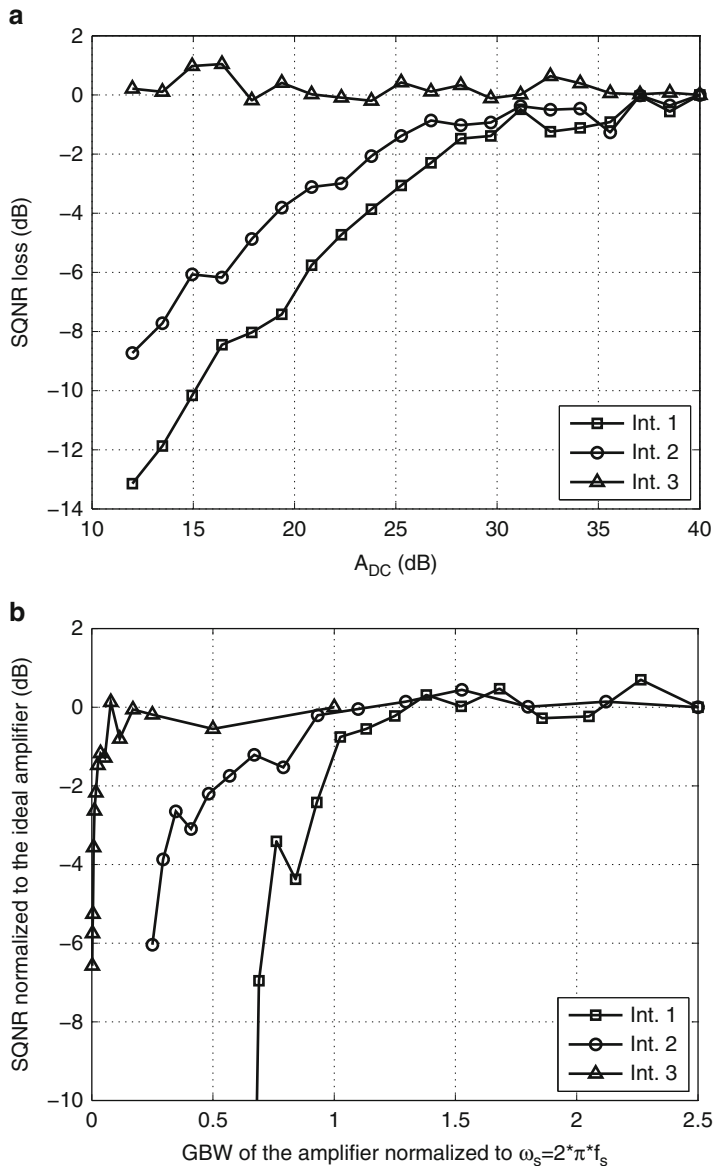 a
2
0
−2
−4
−6
−8
−10
−12
−14
SQNR loss (dB)
Int. 1
Int. 2
Int. 3
10 15 20 25 30 35 40
A_DC (dB)
b
2
0
−2
−4
−6
−8
−10
SQNR normalized to the ideal amplifier (dB)
Int. 1
Int. 2
Int. 3
0 0.5 1 1.5 2 2.5
GBW of the amplifier normalized to ω_s=2*π*f_s